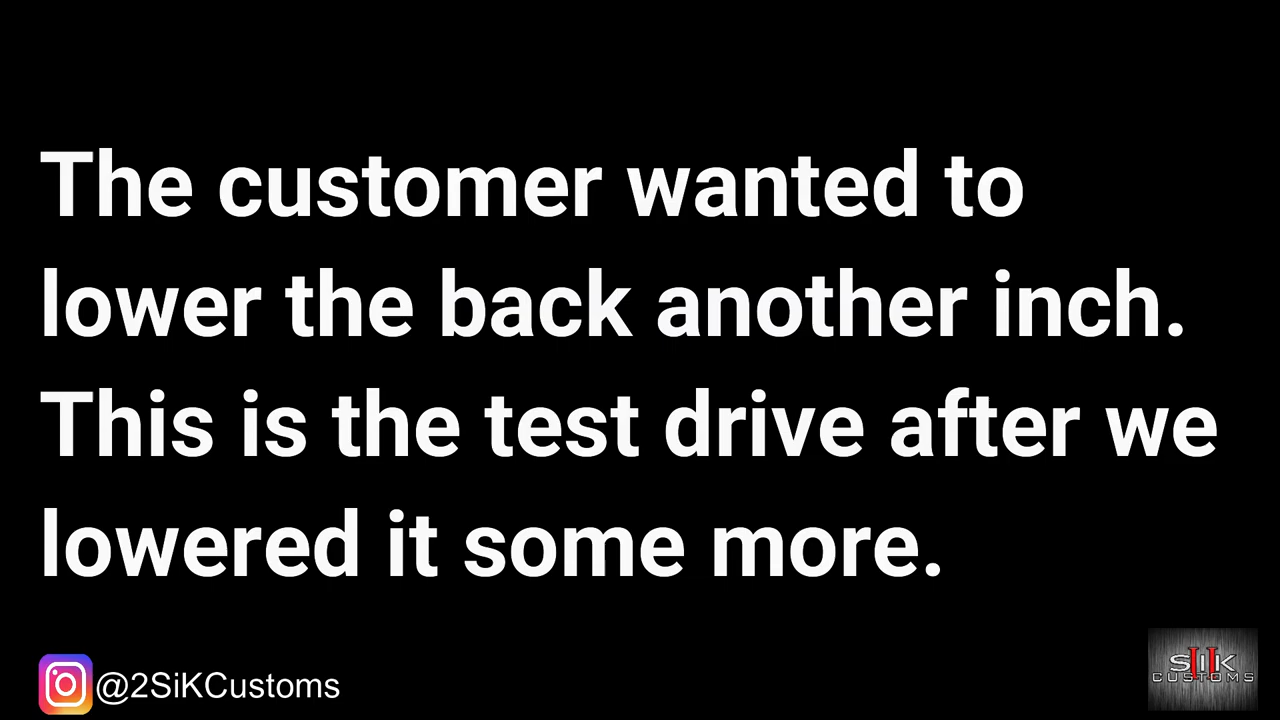 The customer wanted to
lower the back another inch.
This is the test drive after we
lowered it some more.
@2SiKCustoms
SIIK
CUSTOMS